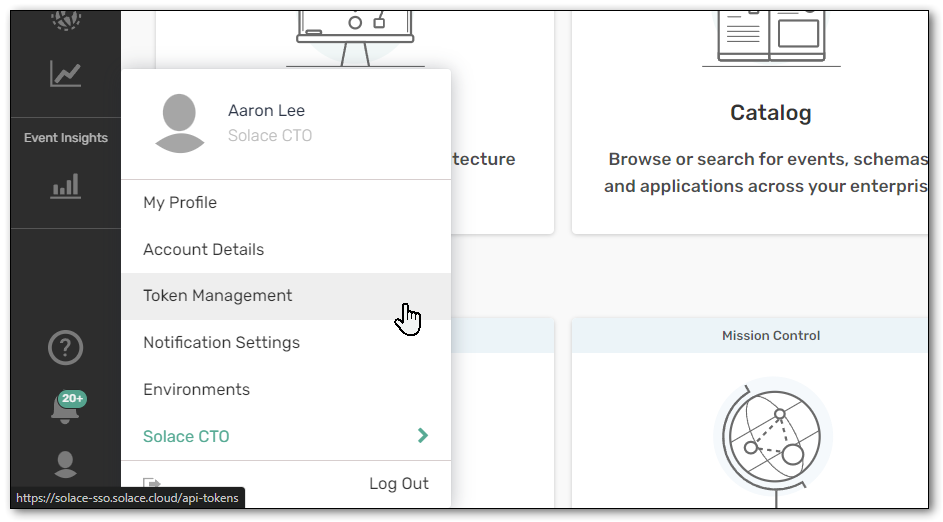 Event Insights
20+
Aaron Lee
Solace CTO
My Profile
Account Details
Token Management
Notification Settings
Environments
Solace CTO
Log Out
tecture
Catalog
Browse or search for events, schemas
and applications across your enterpris
Mission Control
?
https://solace-sso.solace.cloud/api-tokens